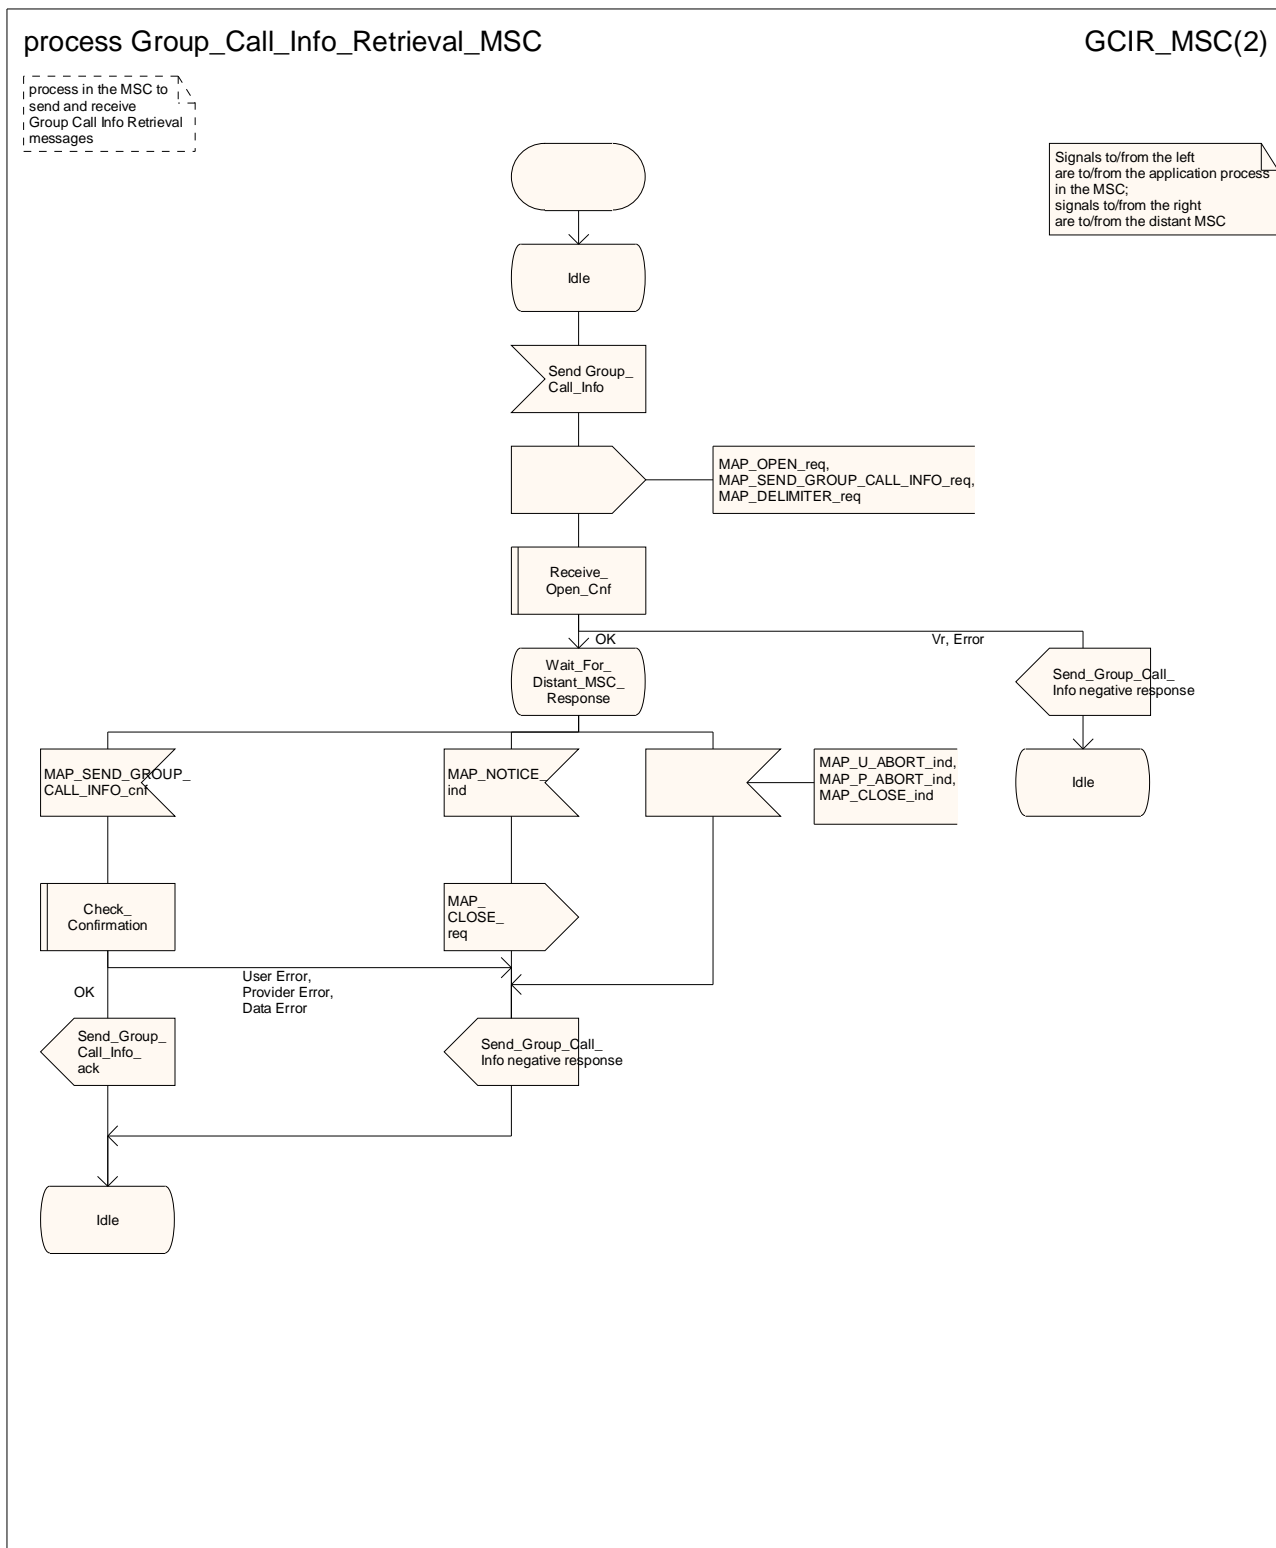 process Group_Call_Info_Retrieval_MSC
GCIR_MSC(2)
process in the MSC to
send and receive
Group Call Info Retrieval
messages
Signals to/from the left
are to/from the application process
in the MSC;
signals to/from the right
are to/from the distant MSC
Idle
Send Group_
Call_Info
MAP_OPEN_req,
MAP_SEND_GROUP_CALL_INFO_req,
MAP_DELIMITER_req
Receive_
Open_Cnf
OK
Vr, Error
Wait_For_
Distant_MSC_
Response
Send_Group_Call_
Info negative response
MAP_SEND_GROUP_
CALL_INFO_cnf
MAP_NOTICE_
ind
MAP_U_ABORT_ind,
MAP_P_ABORT_ind,
MAP_CLOSE_ind
Idle
Check_
Confirmation
MAP_
CLOSE_
req
User Error,
Provider Error,
Data Error
OK
Send_Group_
Call_Info_
ack
Send_Group_Call_
Info negative response
Idle